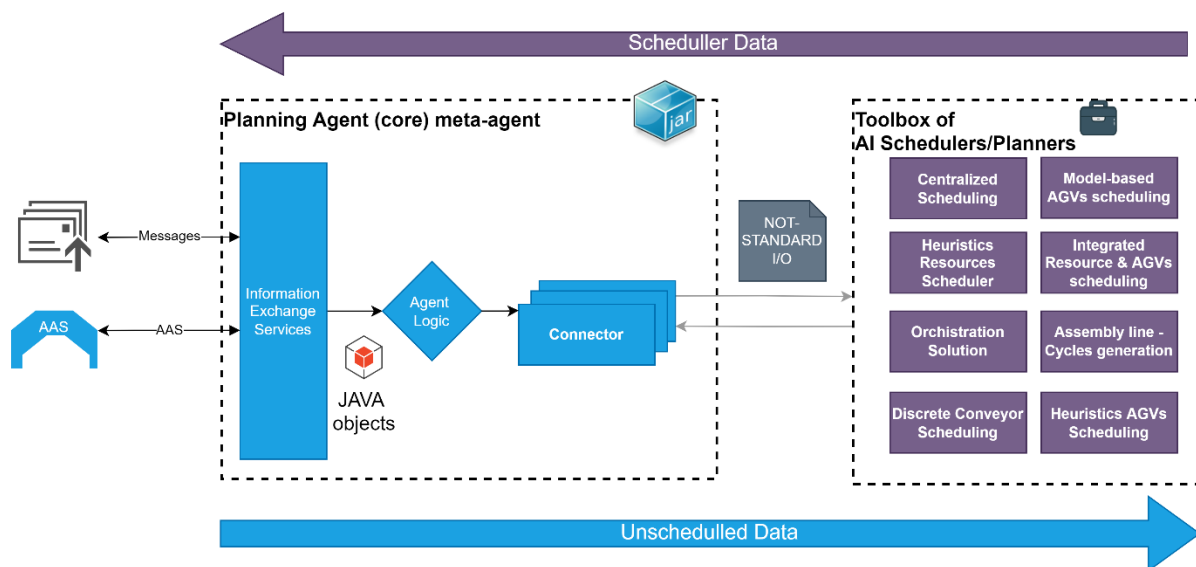 Scheduller Data
Planning Agent (core) meta-agent
jar
Toolbox of
AI Schedulers/Planners
Messages
AAS
AAS
Information
Exchange
Services
Agent
Logic
JAVA
objects
Connector
NOT-
STANDARD
I/O
Centralized
Scheduling
Model-based
AGVs scheduling
Heuristics
Resources
Scheduler
Integrated
Resource & AGVs
scheduling
Orchistration
Solution
Assembly line -
Cycles generation
Discrete Conveyor
Scheduling
Heuristics AGVs
Scheduling
Unschedulled Data